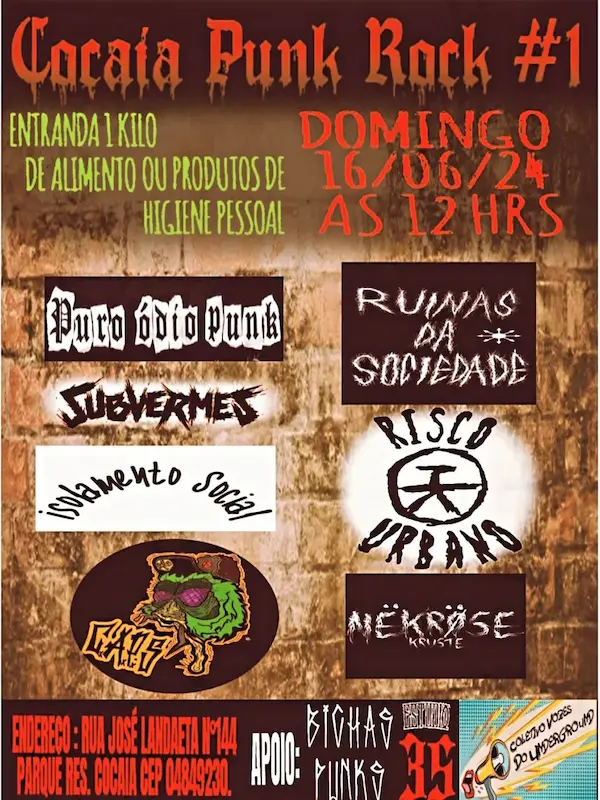 Cocaia Punk Rock #1
ENTRANDA 1 KILO
DE ALIMENTO OU PRODUTOS DE
HIGIENE PESSOAL
DOMINGO
16/06/24
AS 12 HRS
Puro ódio punk
SUBVERMES
isolamento social
RUINAS
DA
SOCIEDADE
RISCO
URBANO
NËKRÖSE
KRUSTE
ENDEREÇO : RUA JOSÉ LANDAETA Nº144
PARQUE RES. COCAIA CEP 04849230.
APOIO:
BICHAS
PUNKS
ESTUDIO
35
COLETIVO VOZES
DO UNDERGROUND